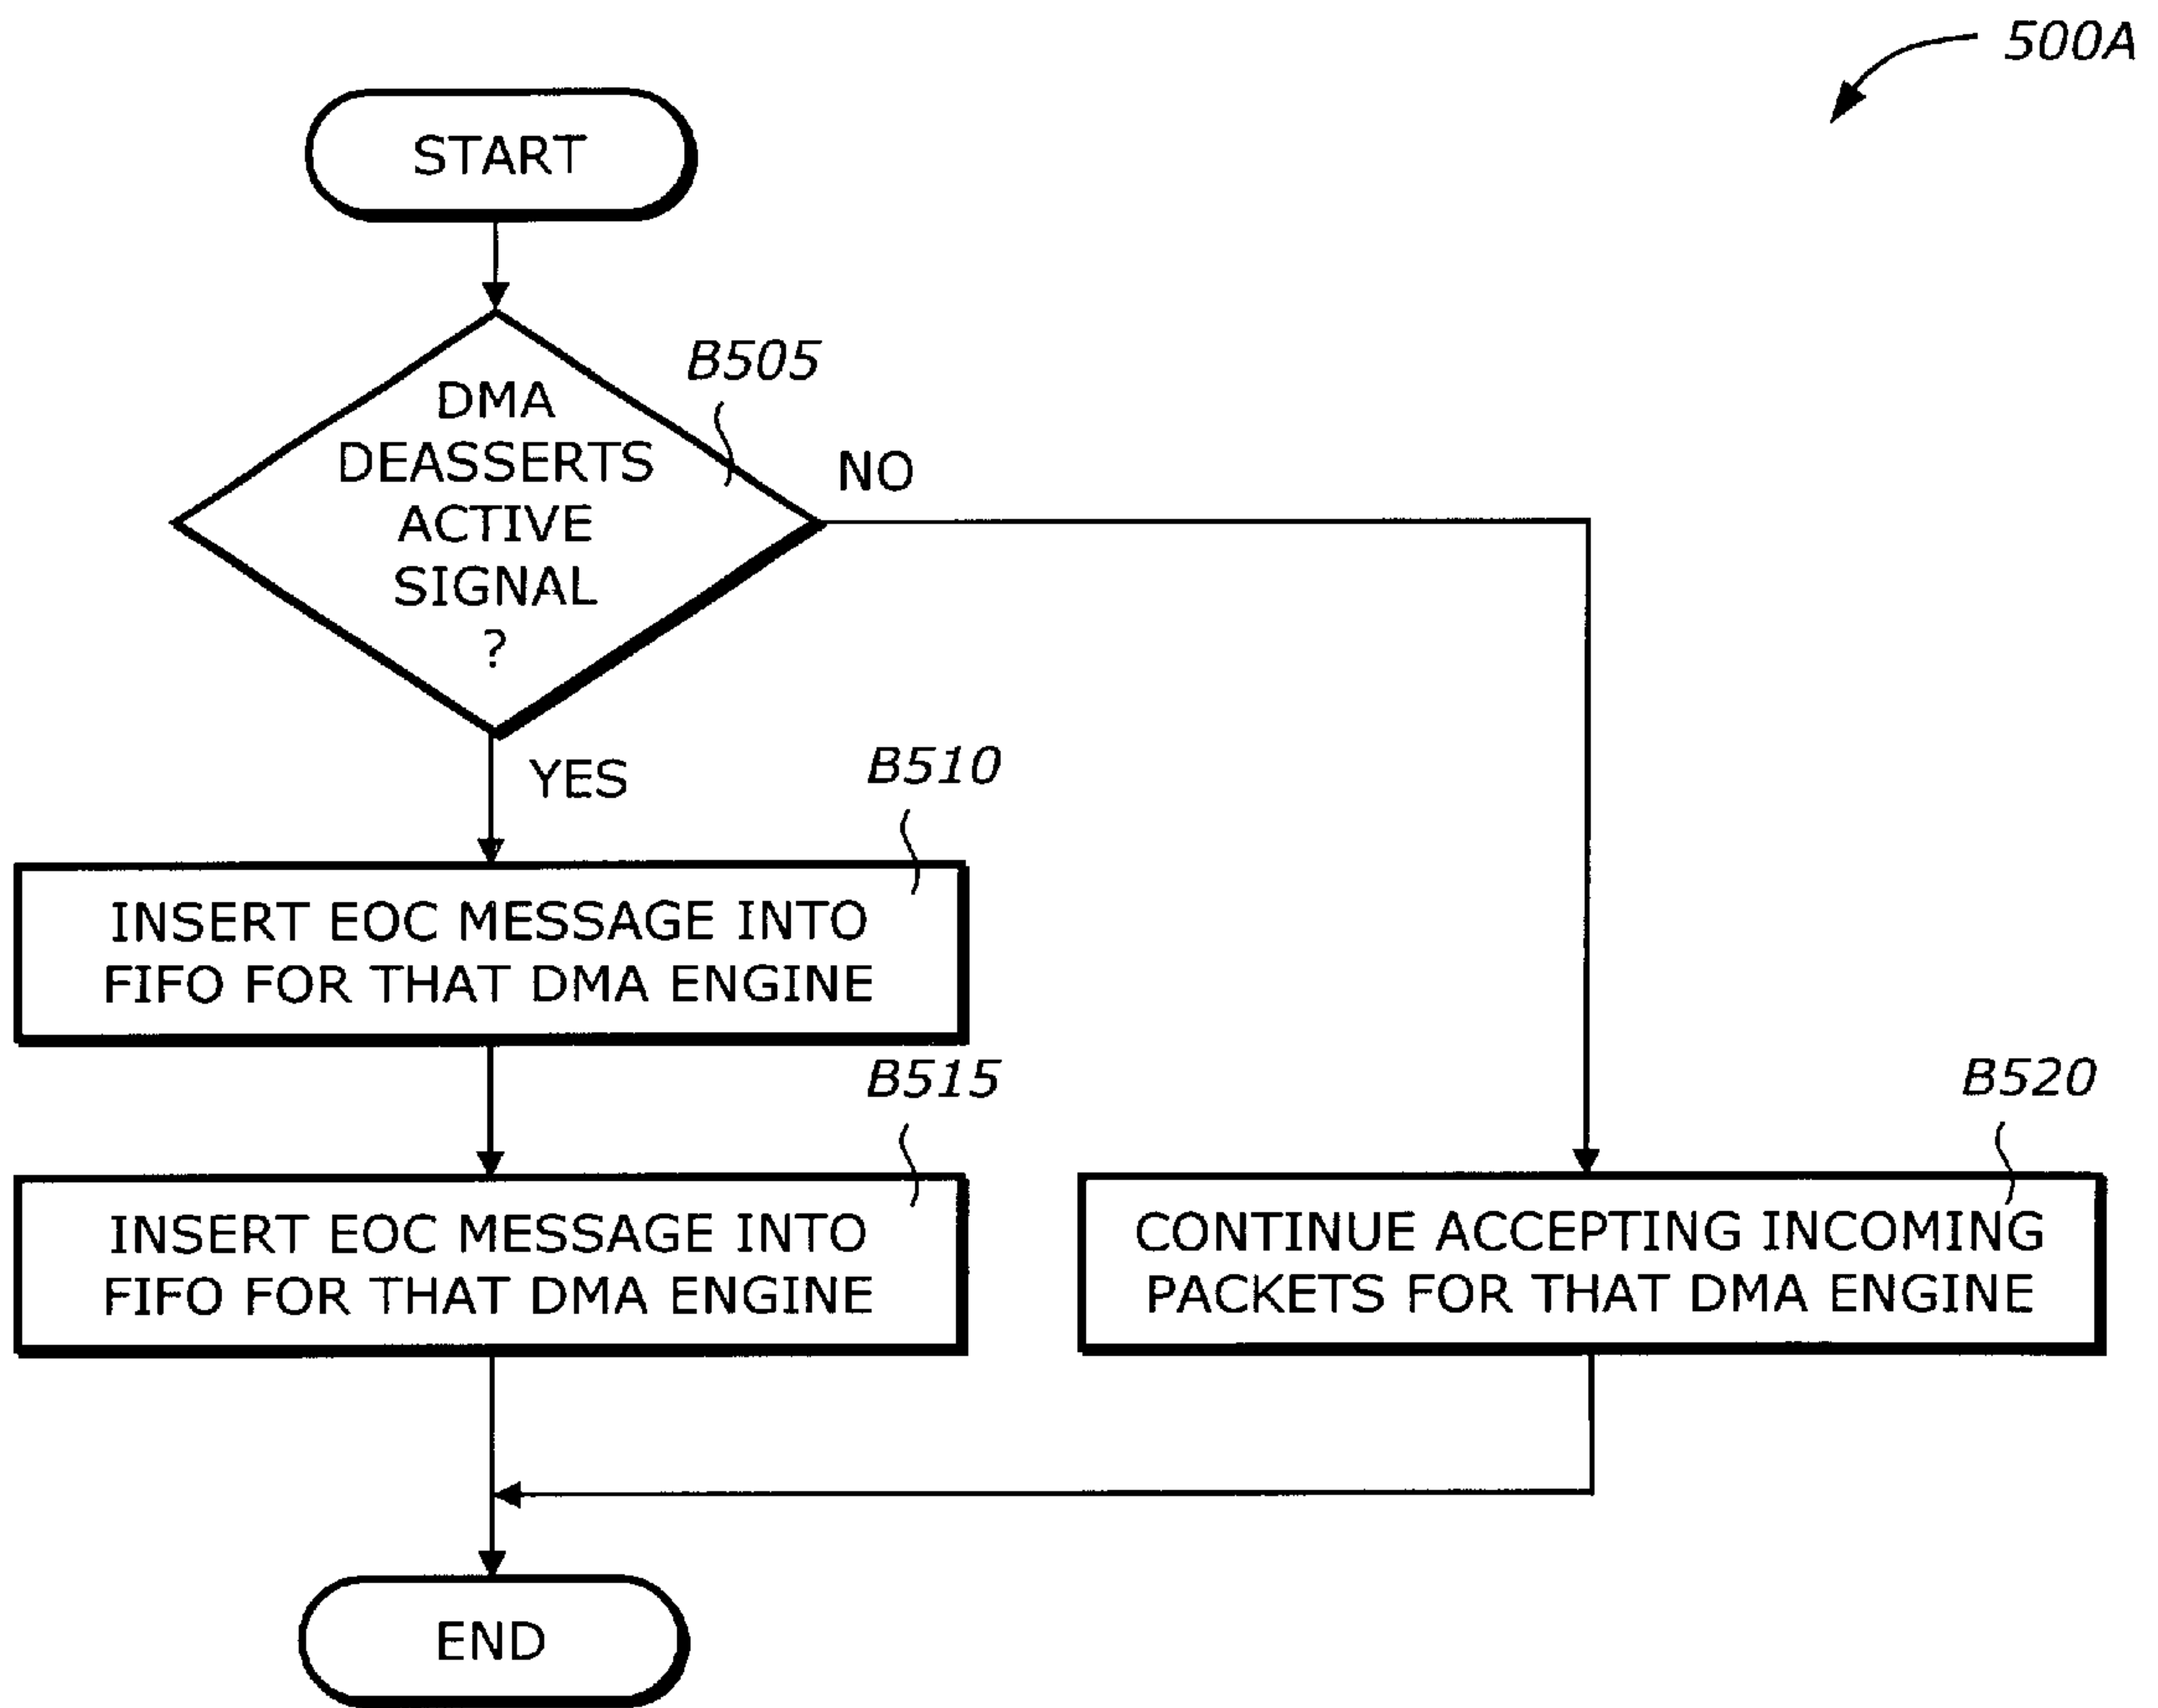 500A
START
B505
DMA
DEASSERTS
ACTIVE
SIGNAL
?
NO
YES
B510
INSERT EOC MESSAGE INTO
FIFO FOR THAT DMA ENGINE
B515
INSERT EOC MESSAGE INTO
FIFO FOR THAT DMA ENGINE
B520
CONTINUE ACCEPTING INCOMING
PACKETS FOR THAT DMA ENGINE
END